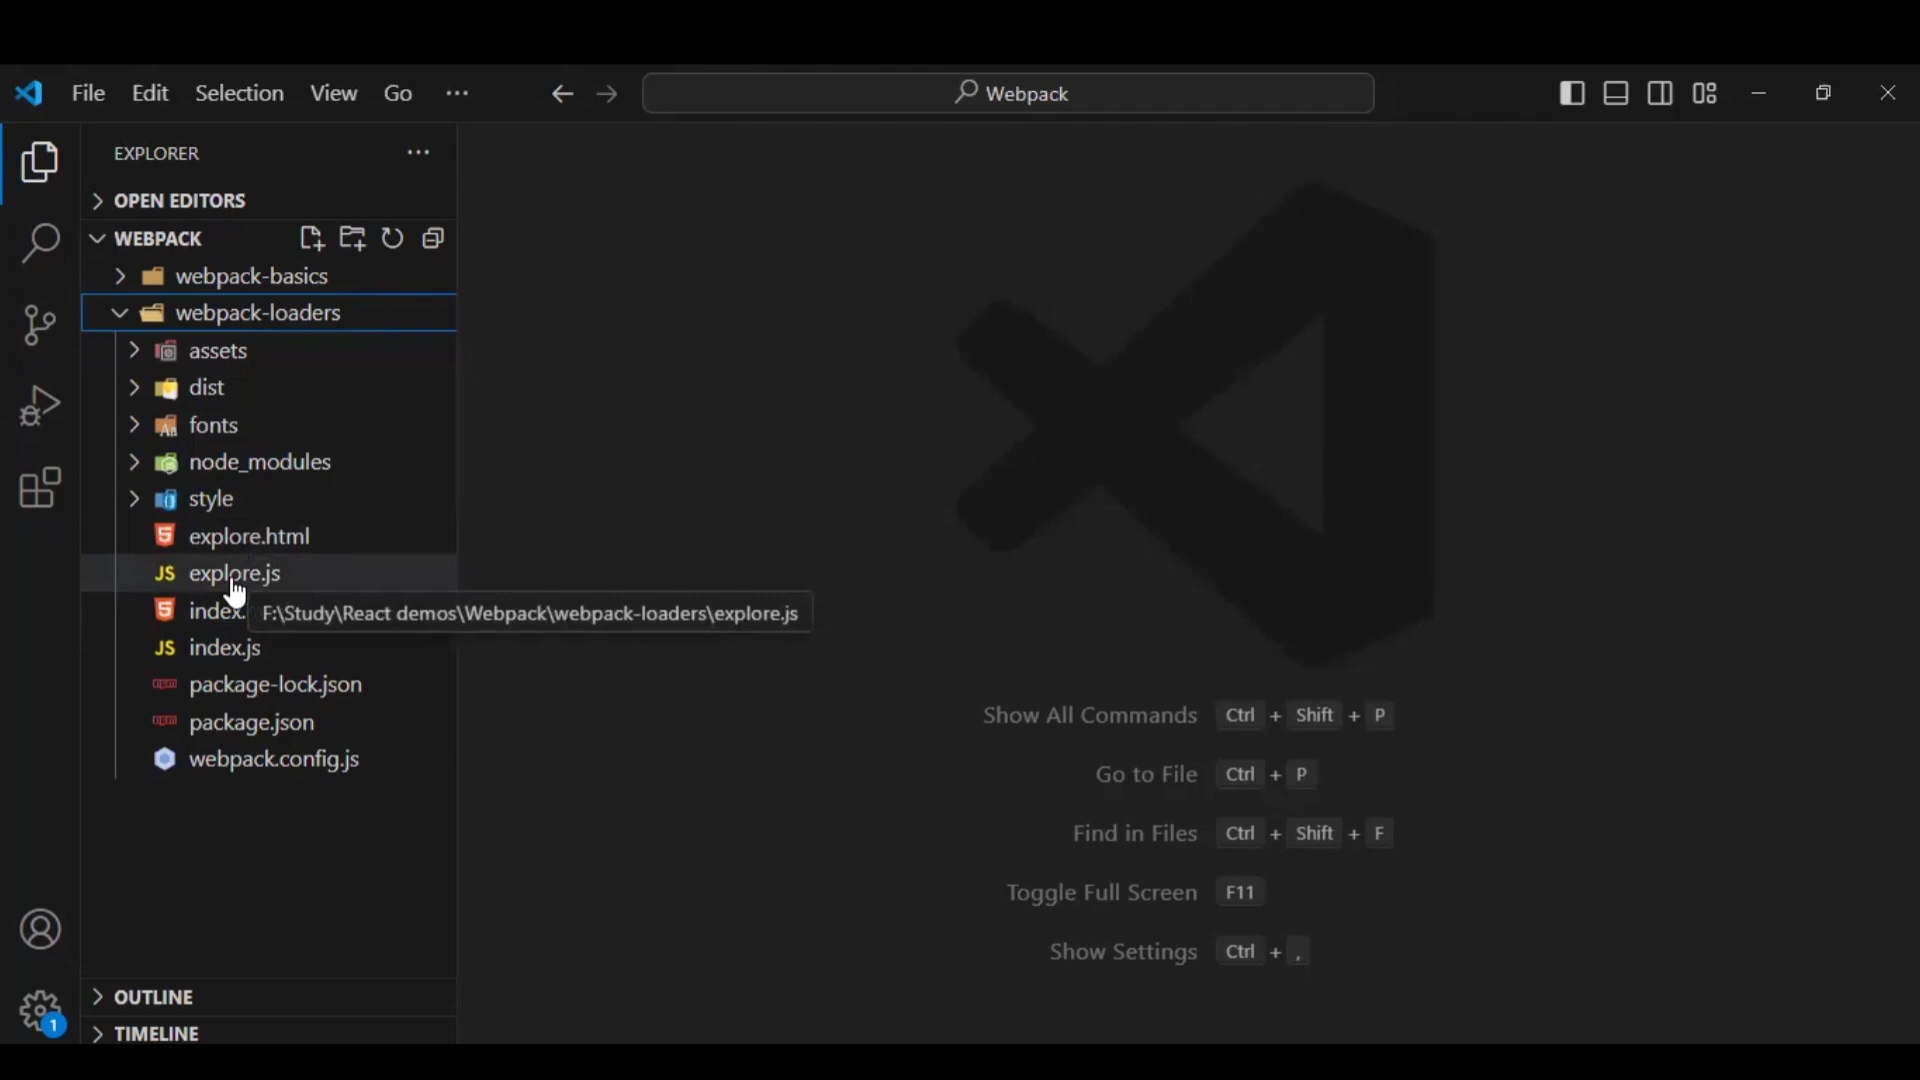 File Edit Selection View Go ...
Webpack
EXPLORER ...
OPEN EDITORS
WEBPACK
webpack-basics
webpack-loaders
assets
dist
fonts
node_modules
style
explore.html
JS explore.js
index.
F:\Study\React demos\Webpack\webpack-loaders\explore.js
JS index.js
package-lock.json
package.json
webpack.config.js
Show All Commands Ctrl + Shift + P
Go to File Ctrl + P
Find in Files Ctrl + Shift + F
Toggle Full Screen F11
Show Settings Ctrl + ,
OUTLINE
1
TIMELINE